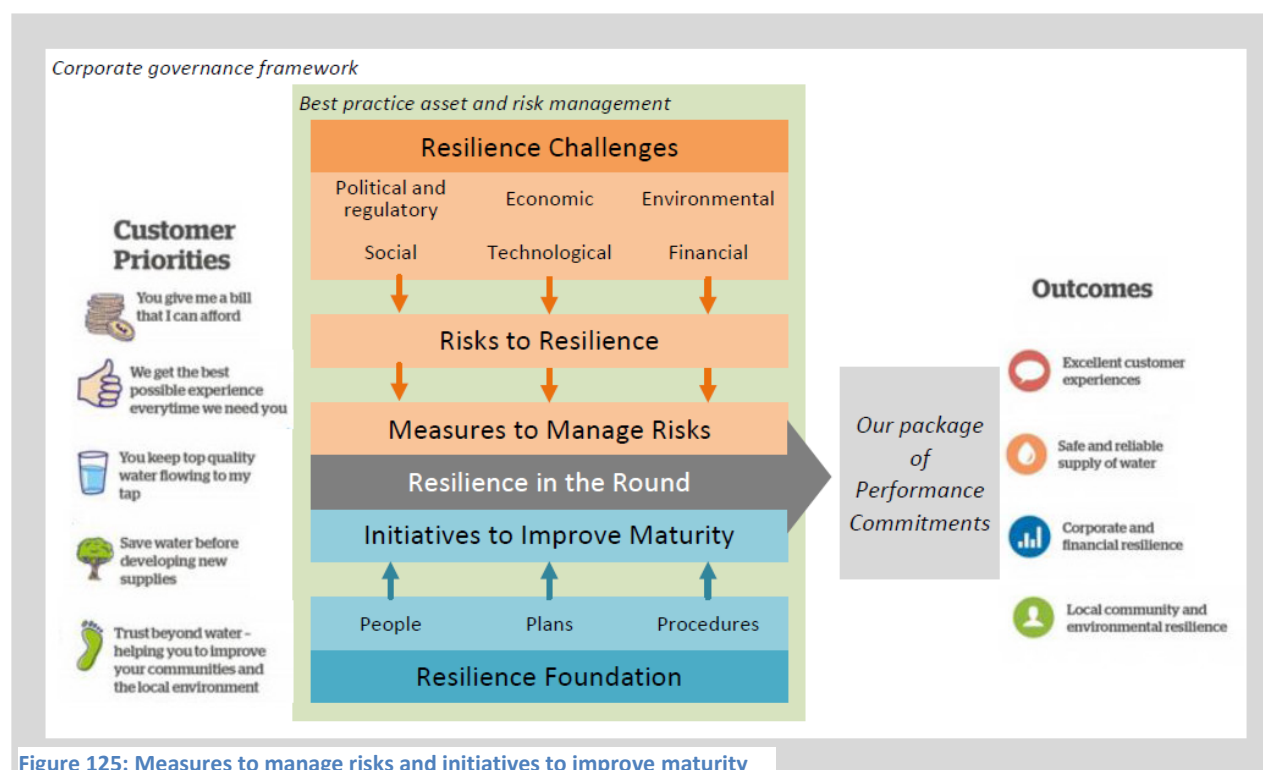 Corporate governance framework
Best practice asset and risk management
Resilience Challenges
Political and
regulatory
Economic
Environmental
Social
Technological
Financial
Risks to Resilience
Measures to Manage Risks
Resilience in the Round
Initiatives to Improve Maturity
People
Plans
Procedures
Resilience Foundation
Customer
Priorities
You give me a bill
that I can afford
We get the best
possible experience
everytime we need you
You keep top quality
water flowing to my
tap
Save water before
developing new
supplies
Trust beyond water –
helping you to improve
your communities and
the local environment
Our package
of
Performance
Commitments
Outcomes
Excellent customer
experiences
Safe and reliable
supply of water
Corporate and
financial resilience
Local community and
environmental resilience
Figure 125: Measures to manage risks and initiatives to improve maturity